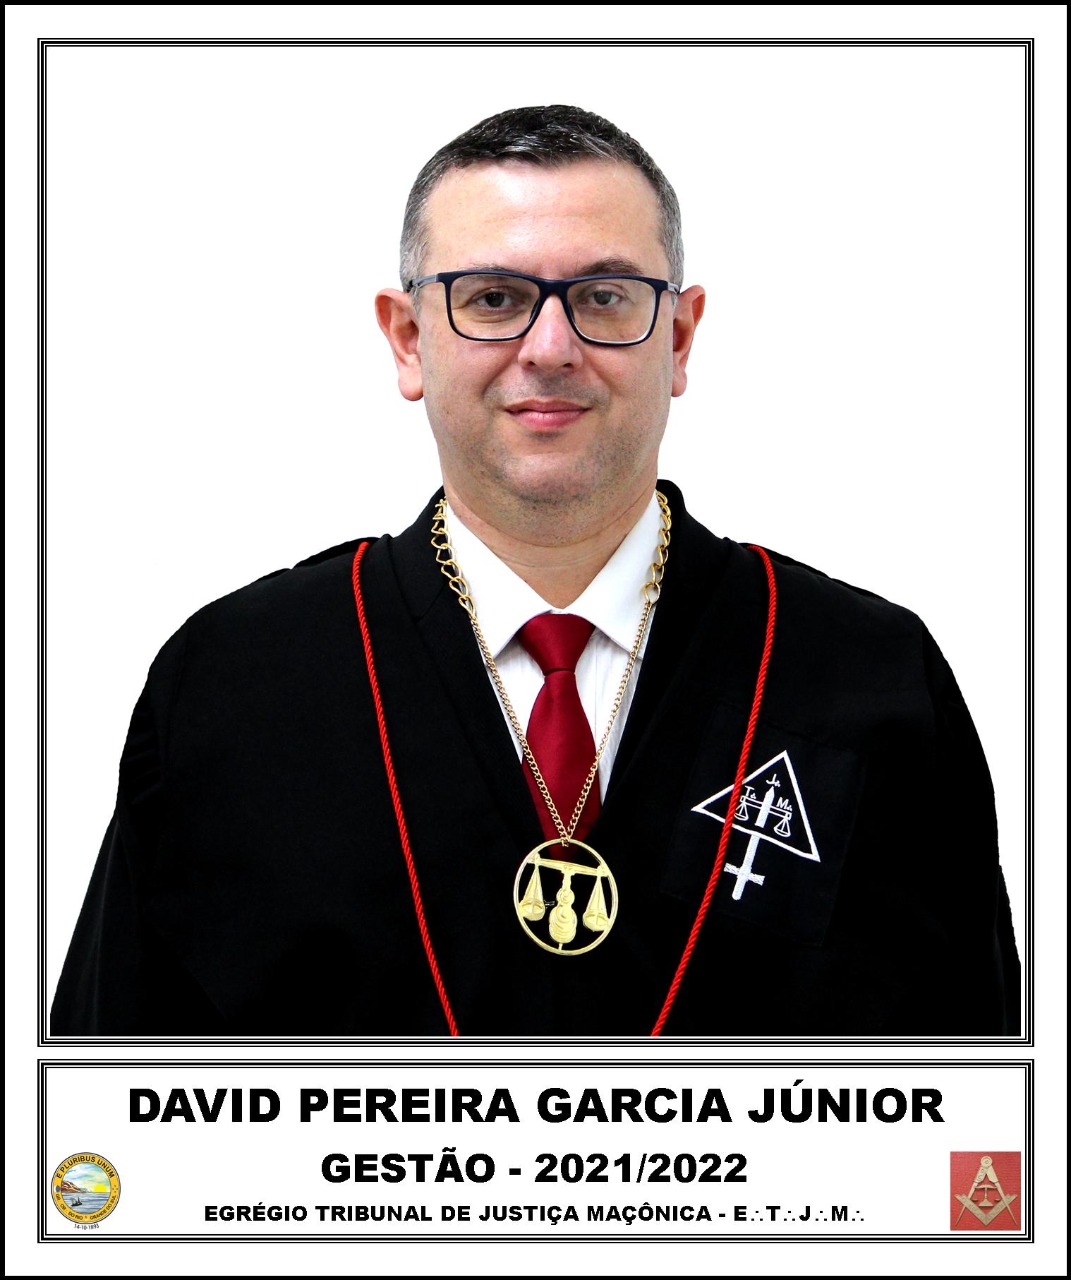 J∴
T∴ M∴
DAVID PEREIRA GARCIA JÚNIOR
GESTÃO - 2021/2022
EGRÉGIO TRIBUNAL DE JUSTIÇA MAÇÔNICA - E∴T∴J∴M∴
E PLURIBUS UNUM
14-10-1893